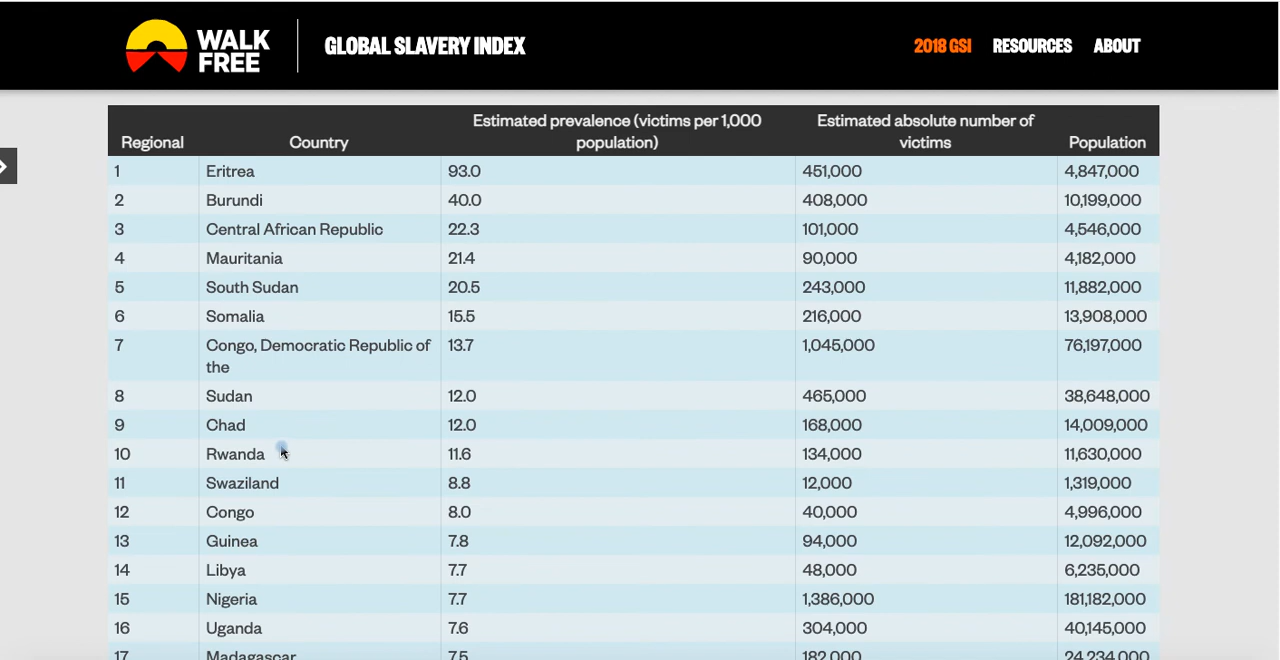 WALK
FREE
GLOBAL SLAVERY INDEX
2018 GSI RESOURCES ABOUT
Regional Country Estimated prevalence (victims per 1,000 population) Estimated absolute number of victims Population
1 Eritrea 93.0 451,000 4,847,000
2 Burundi 40.0 408,000 10,199,000
3 Central African Republic 22.3 101,000 4,546,000
4 Mauritania 21.4 90,000 4,182,000
5 South Sudan 20.5 243,000 11,882,000
6 Somalia 15.5 216,000 13,908,000
7 Congo, Democratic Republic of the 13.7 1,045,000 76,197,000
8 Sudan 12.0 465,000 38,648,000
9 Chad 12.0 168,000 14,009,000
10 Rwanda 11.6 134,000 11,630,000
11 Swaziland 8.8 12,000 1,319,000
12 Congo 8.0 40,000 4,996,000
13 Guinea 7.8 94,000 12,092,000
14 Libya 7.7 48,000 6,235,000
15 Nigeria 7.7 1,386,000 181,182,000
16 Uganda 7.6 304,000 40,145,000
17 Madagascar 7.5 182,000 24,234,000